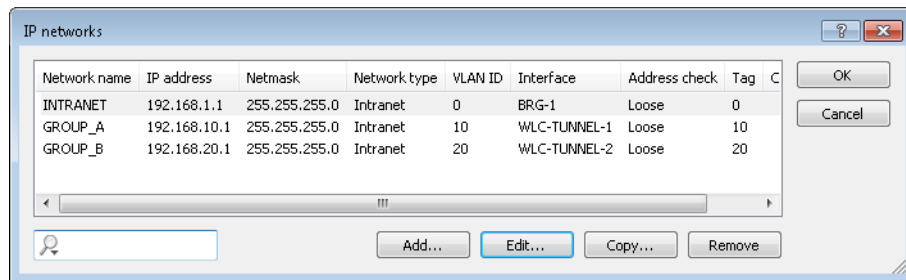 IP networks
Network name IP address Netmask Network type VLAN ID Interface Address check Tag C
INTRANET 192.168.1.1 255.255.255.0 Intranet 0 BRG-1 Loose 0
GROUP_A 192.168.10.1 255.255.255.0 Intranet 10 WLC-TUNNEL-1 Loose 10
GROUP_B 192.168.20.1 255.255.255.0 Intranet 20 WLC-TUNNEL-2 Loose 20
OK
Cancel
Add... Edit... Copy... Remove